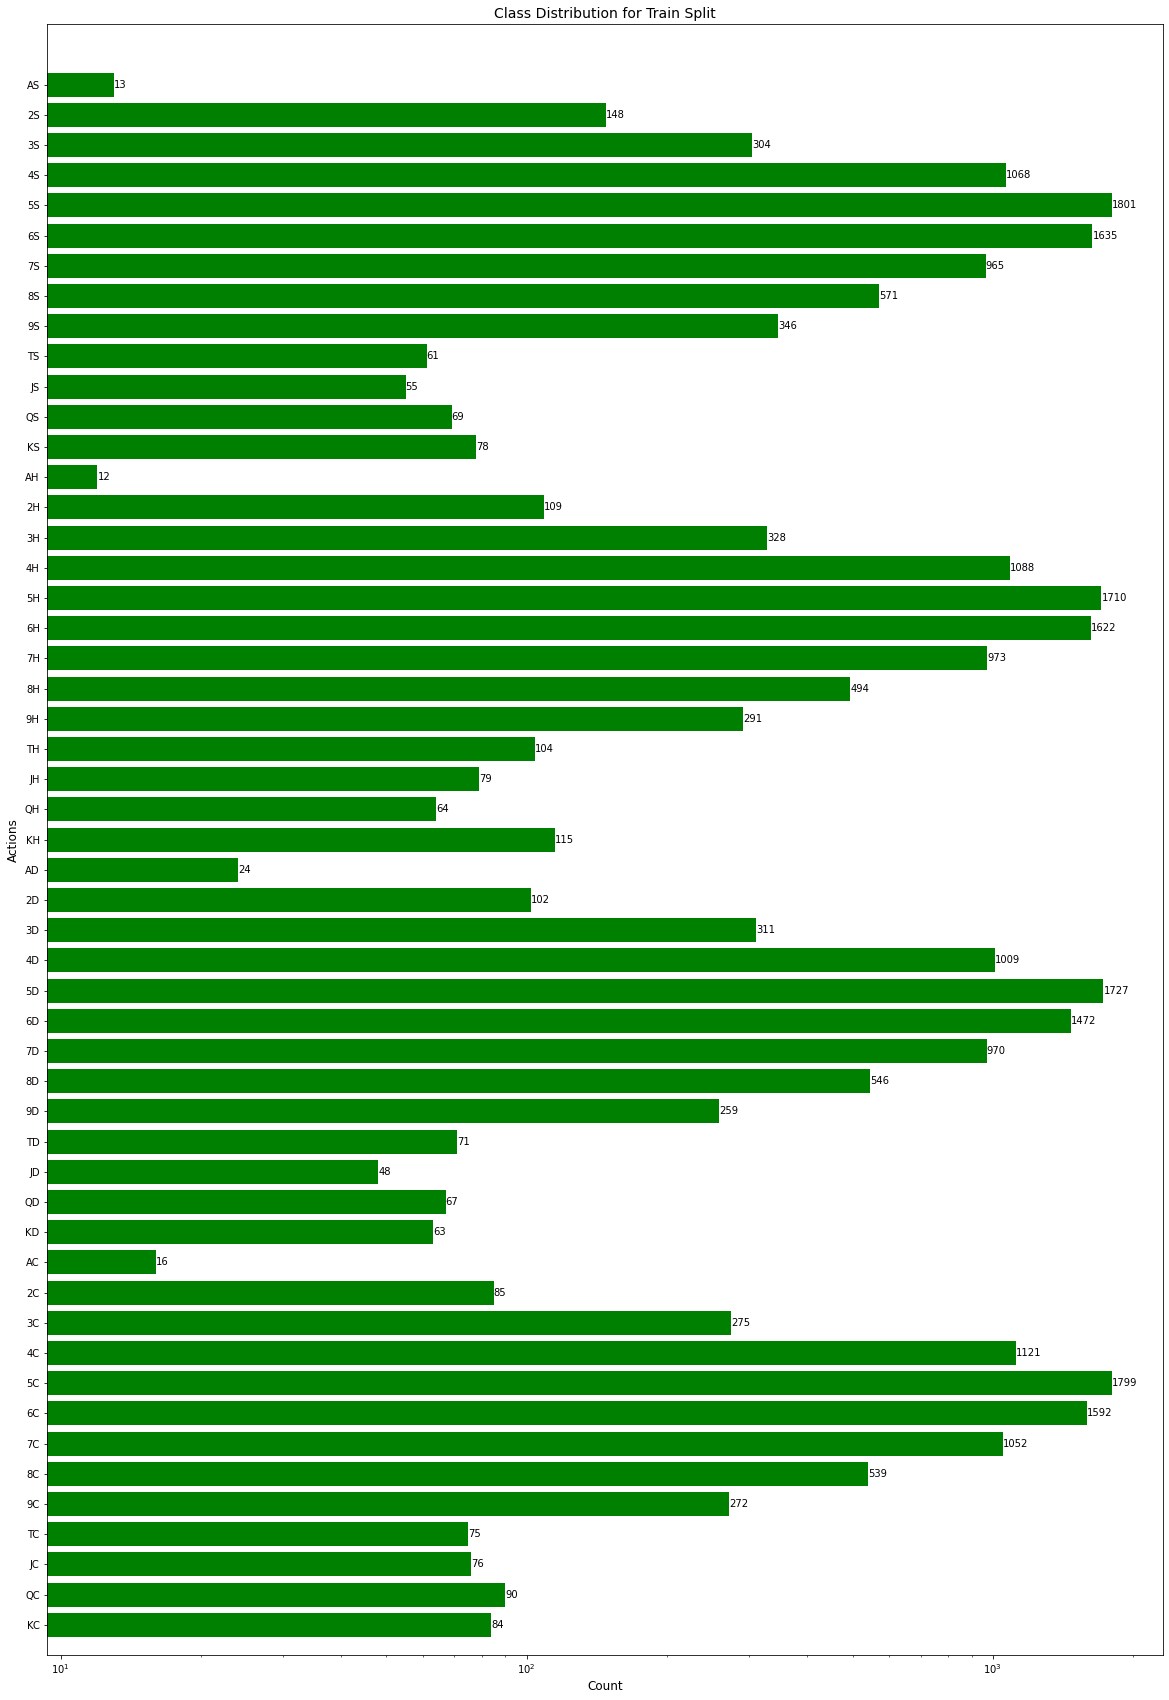 Class Distribution for Train Split
AS 13
2S 148
3S 304
4S 1068
5S 1801
6S 1635
7S 965
8S 571
9S 346
TS 61
JS 55
QS 69
KS 78
AH 12
2H 109
3H 328
4H 1088
5H 1710
6H 1622
7H 973
8H 494
9H 291
TH 104
JH 79
QH 64
KH 115
Actions
AD 24
2D 102
3D 311
4D 1009
5D 1727
6D 1472
7D 970
8D 546
9D 259
TD 71
JD 48
QD 67
KD 63
AC 16
2C 85
3C 275
4C 1121
5C 1799
6C 1592
7C 1052
8C 539
9C 272
TC 75
JC 76
QC 90
KC 84
10¹ 10² 10³
Count